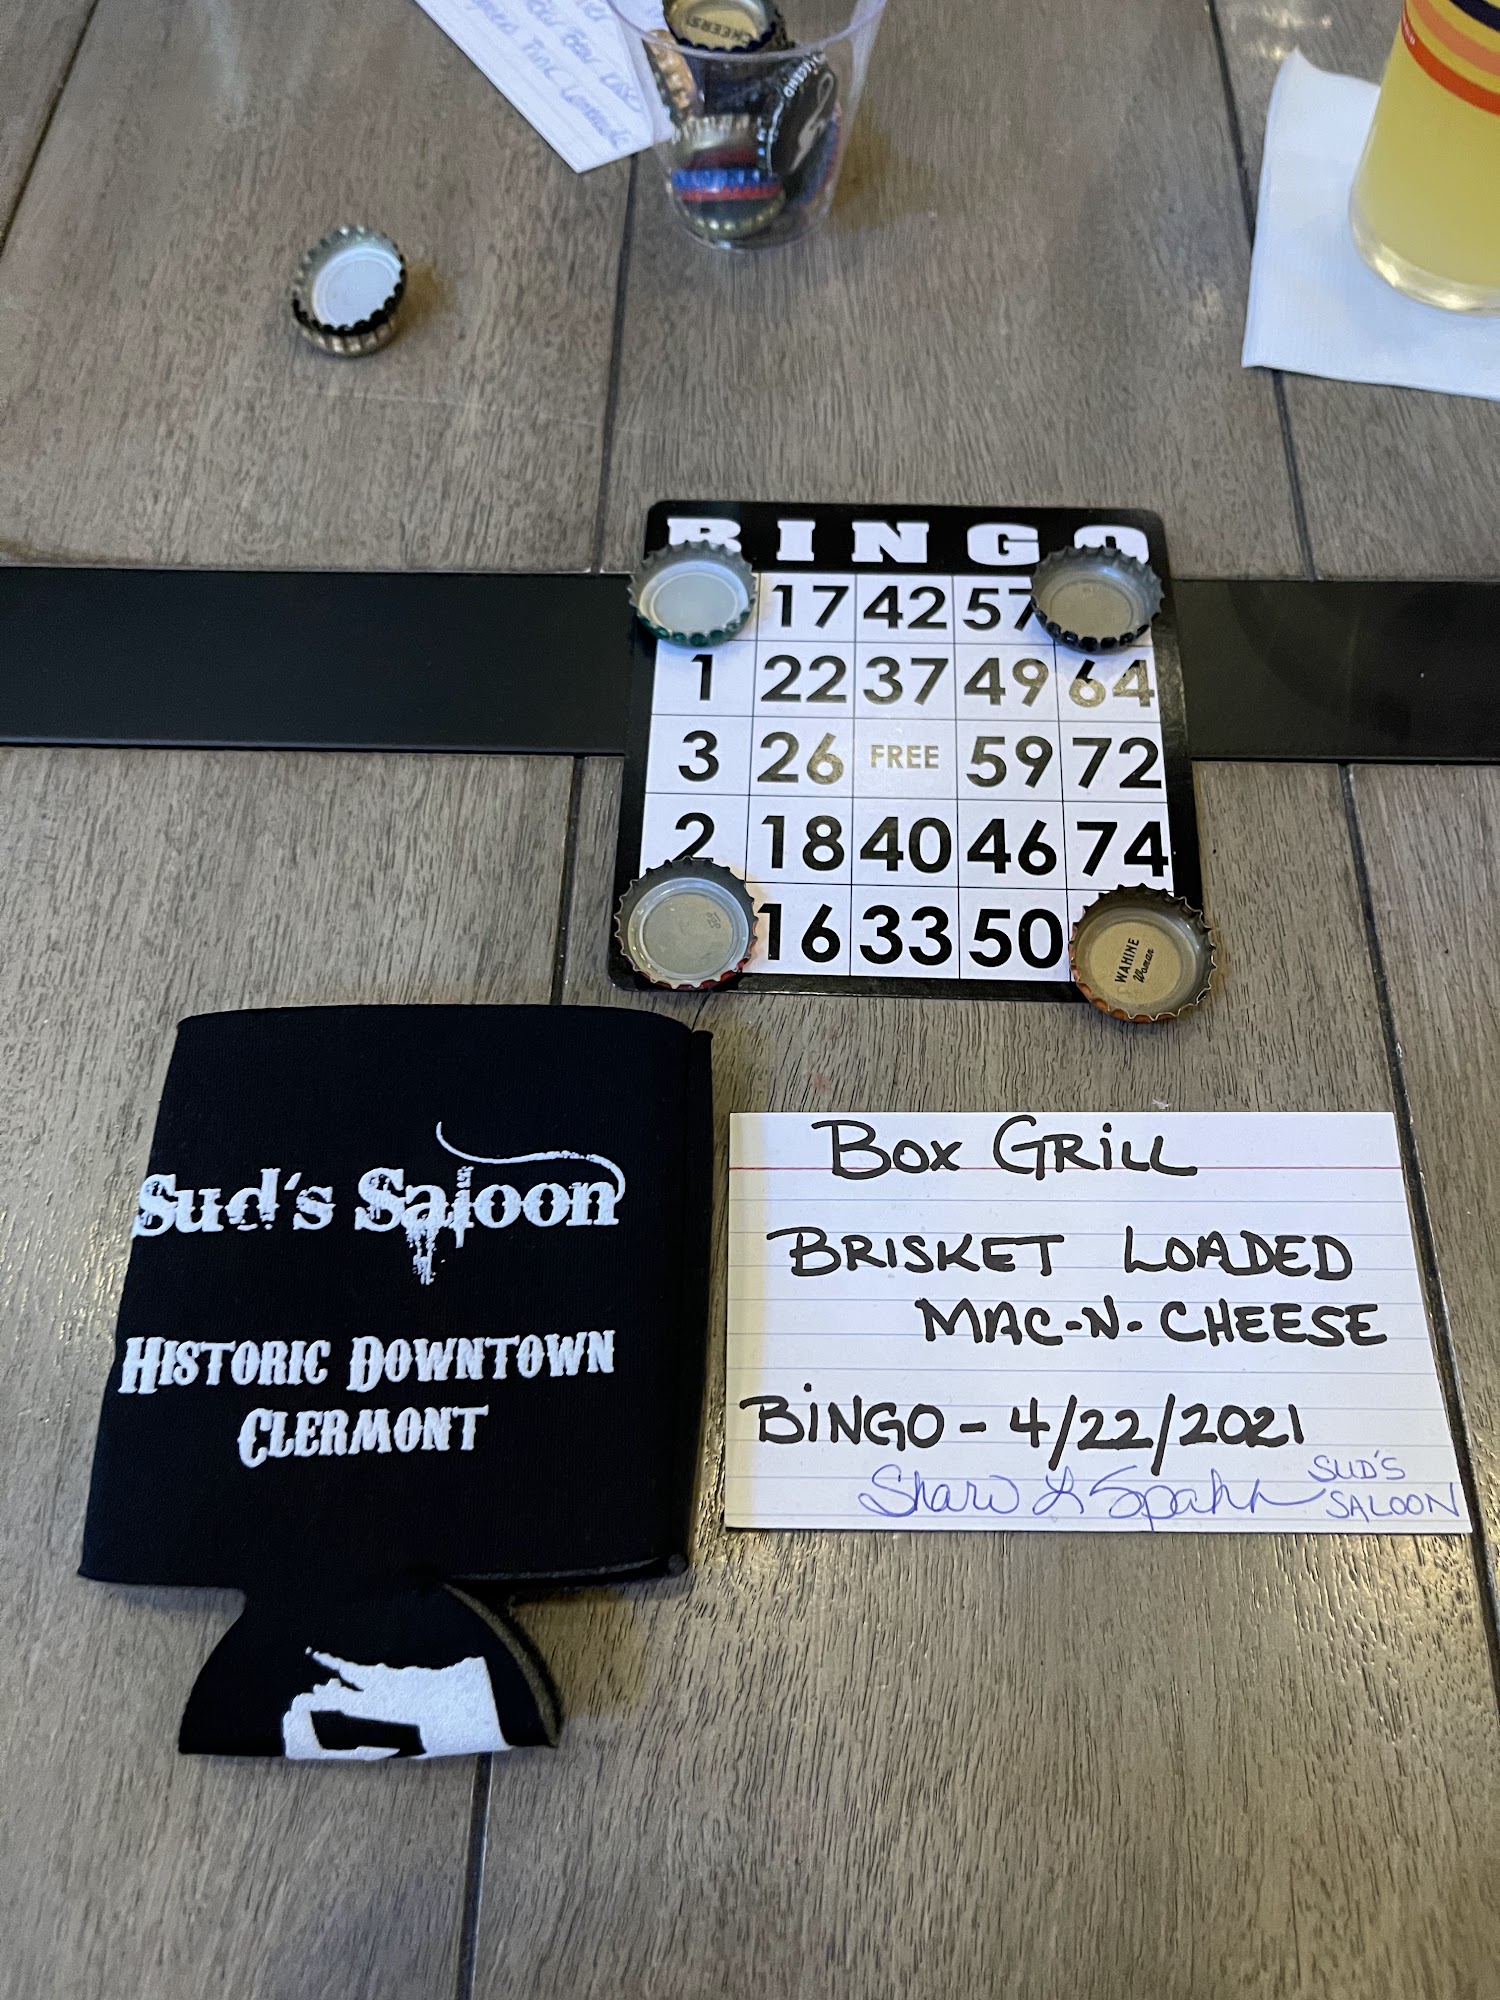 CHEERS!
BINGO
17 42 57
1 22 37 49 64
3 26 FREE 59 72
2 18 40 46 74
16 33 50
WAHINE
Woman
Sud's Saloon
HISTORIC DOWNTOWN
CLERMONT
BOX GRiLL
BRISKET LOADED
MAC-N-CHEESE
BiNGO - 4/22/2021
SUD'S
SALOON